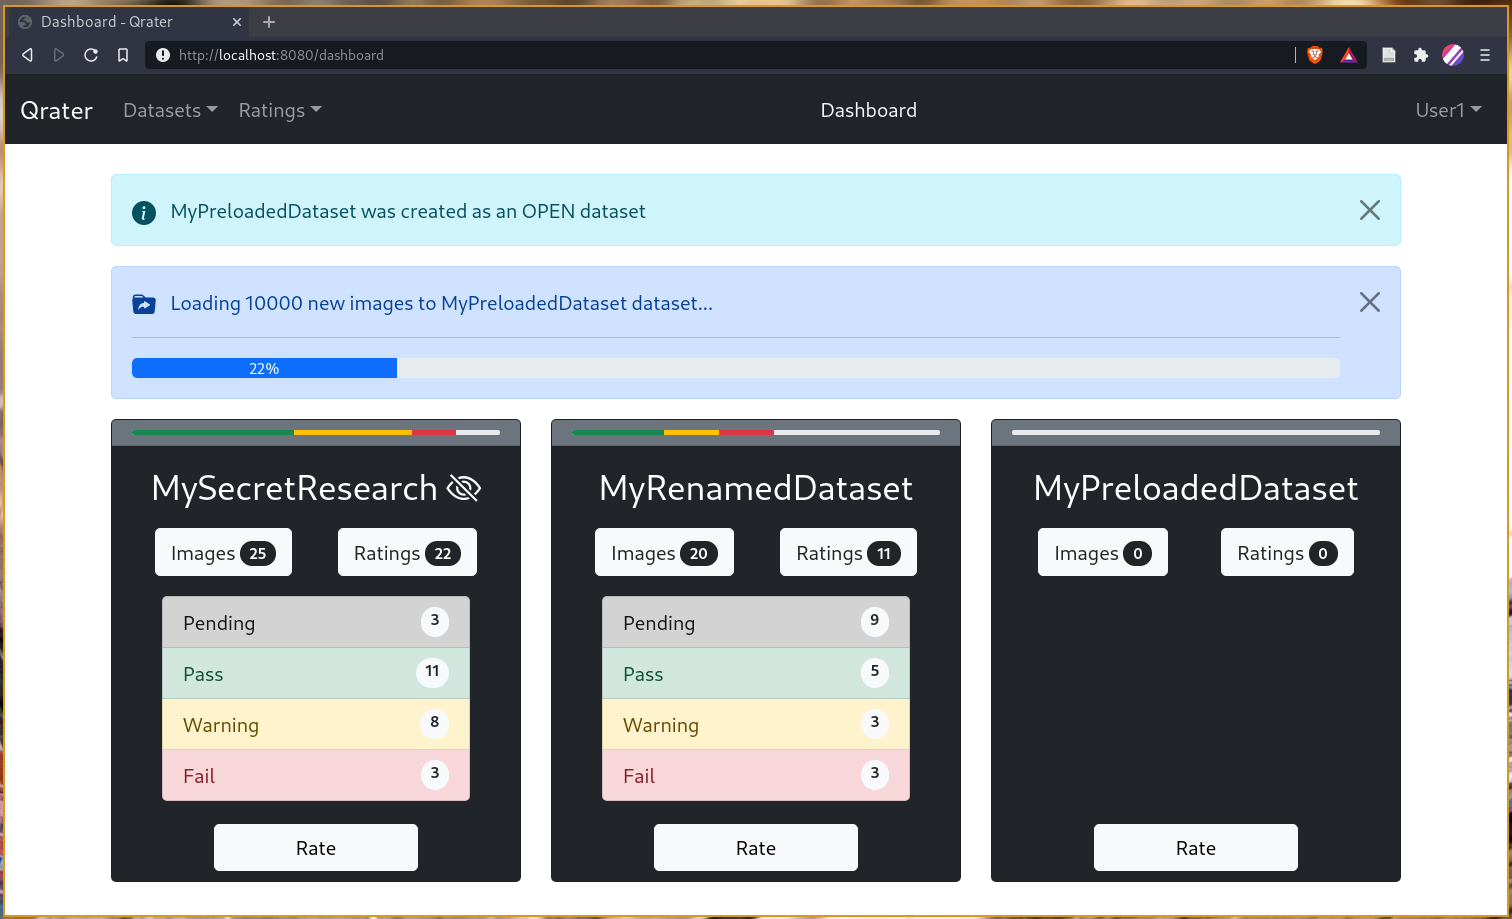 Dashboard - Qrater
http://localhost:8080/dashboard
Qrater Datasets Ratings Dashboard User1
MyPreloadedDataset was created as an OPEN dataset
Loading 10000 new images to MyPreloadedDataset dataset...
22%
MySecretResearch
Images 25 Ratings 22
Pending 3
Pass 11
Warning 8
Fail 3
Rate
MyRenamedDataset
Images 20 Ratings 11
Pending 9
Pass 5
Warning 3
Fail 3
Rate
MyPreloadedDataset
Images 0 Ratings 0
Rate